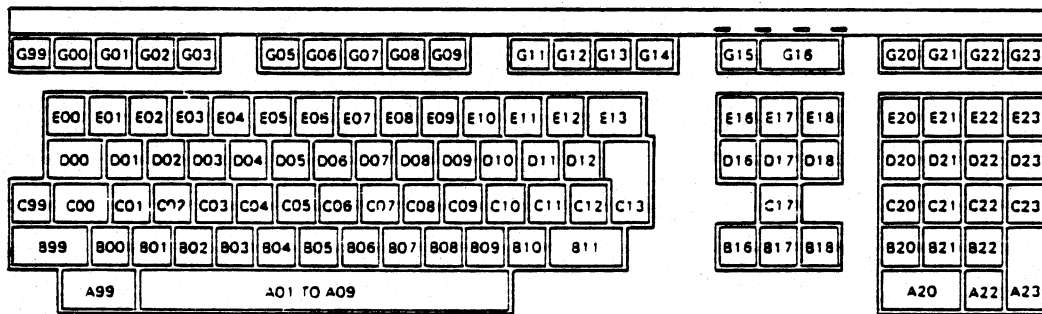 G99 G00 G01 G02 G03 G05 G06 G07 G08 G09 G11 G12 G13 G14 G15 G16 G20 G21 G22 G23
E00 E01 E02 E03 E04 E05 E06 E07 E08 E09 E10 E11 E12 E13 E16 E17 E18 E20 E21 E22 E23
D00 D01 D02 D03 D04 D05 D06 D07 D08 D09 D10 D11 D12 D16 D17 D18 D20 D21 D22 D23
C99 C00 C01 C02 C03 C04 C05 C06 C07 C08 C09 C10 C11 C12 C13 C17 C20 C21 C22 C23
B99 B00 B01 B02 B03 B04 B05 B06 B07 B08 B09 B10 B11 B16 B17 B18 B20 B21 B22
A99 A01 TO A09 A20 A22 A23